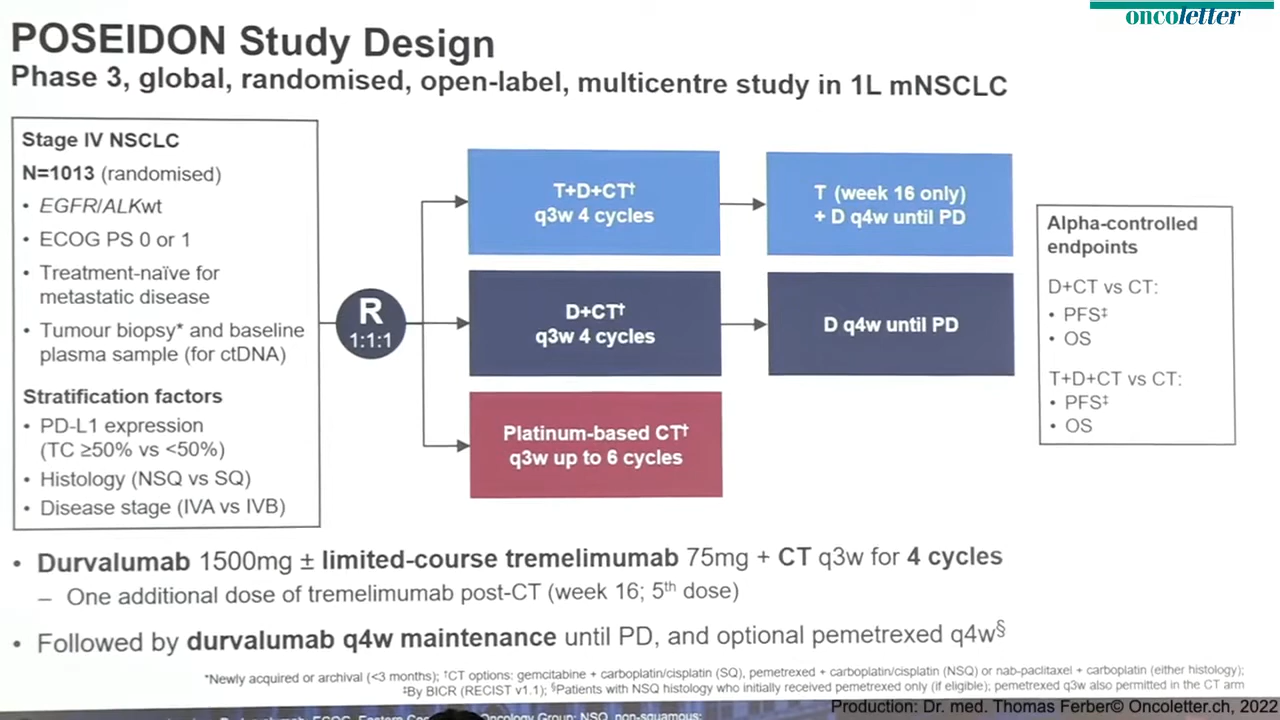 oncoletter
POSEIDON Study Design
Phase 3, global, randomised, open-label, multicentre study in 1L mNSCLC
Stage IV NSCLC
N=1013 (randomised)
• EGFR/ALKwt
• ECOG PS 0 or 1
• Treatment-naïve for
metastatic disease
• Tumour biopsy* and baseline
plasma sample (for ctDNA)
Stratification factors
• PD-L1 expression
(TC ≥50% vs <50%)
• Histology (NSQ vs SQ)
• Disease stage (IVA vs IVB)
R
1:1:1
T+D+CT†
q3w 4 cycles
T (week 16 only)
+ D q4w until PD
D+CT†
q3w 4 cycles
D q4w until PD
Platinum-based CT†
q3w up to 6 cycles
Alpha-controlled
endpoints
D+CT vs CT:
• PFS‡
• OS
T+D+CT vs CT:
• PFS‡
• OS
• Durvalumab 1500mg ± limited-course tremelimumab 75mg + CT q3w for 4 cycles
– One additional dose of tremelimumab post-CT (week 16; 5th dose)
• Followed by durvalumab q4w maintenance until PD, and optional pemetrexed q4w§
*Newly acquired or archival (<3 months); †CT options: gemcitabine + carboplatin/cisplatin (SQ), pemetrexed + carboplatin/cisplatin (NSQ) or nab-paclitaxel + carboplatin (either histology);
‡By BICR (RECIST v1.1); §Patients with NSQ histology who initially received pemetrexed only (if eligible); pemetrexed q3w also permitted in the CT arm
Production: Dr. med. Thomas Ferber© Oncoletter.ch, 2022
Oncology Group; NSQ, non-squamous;